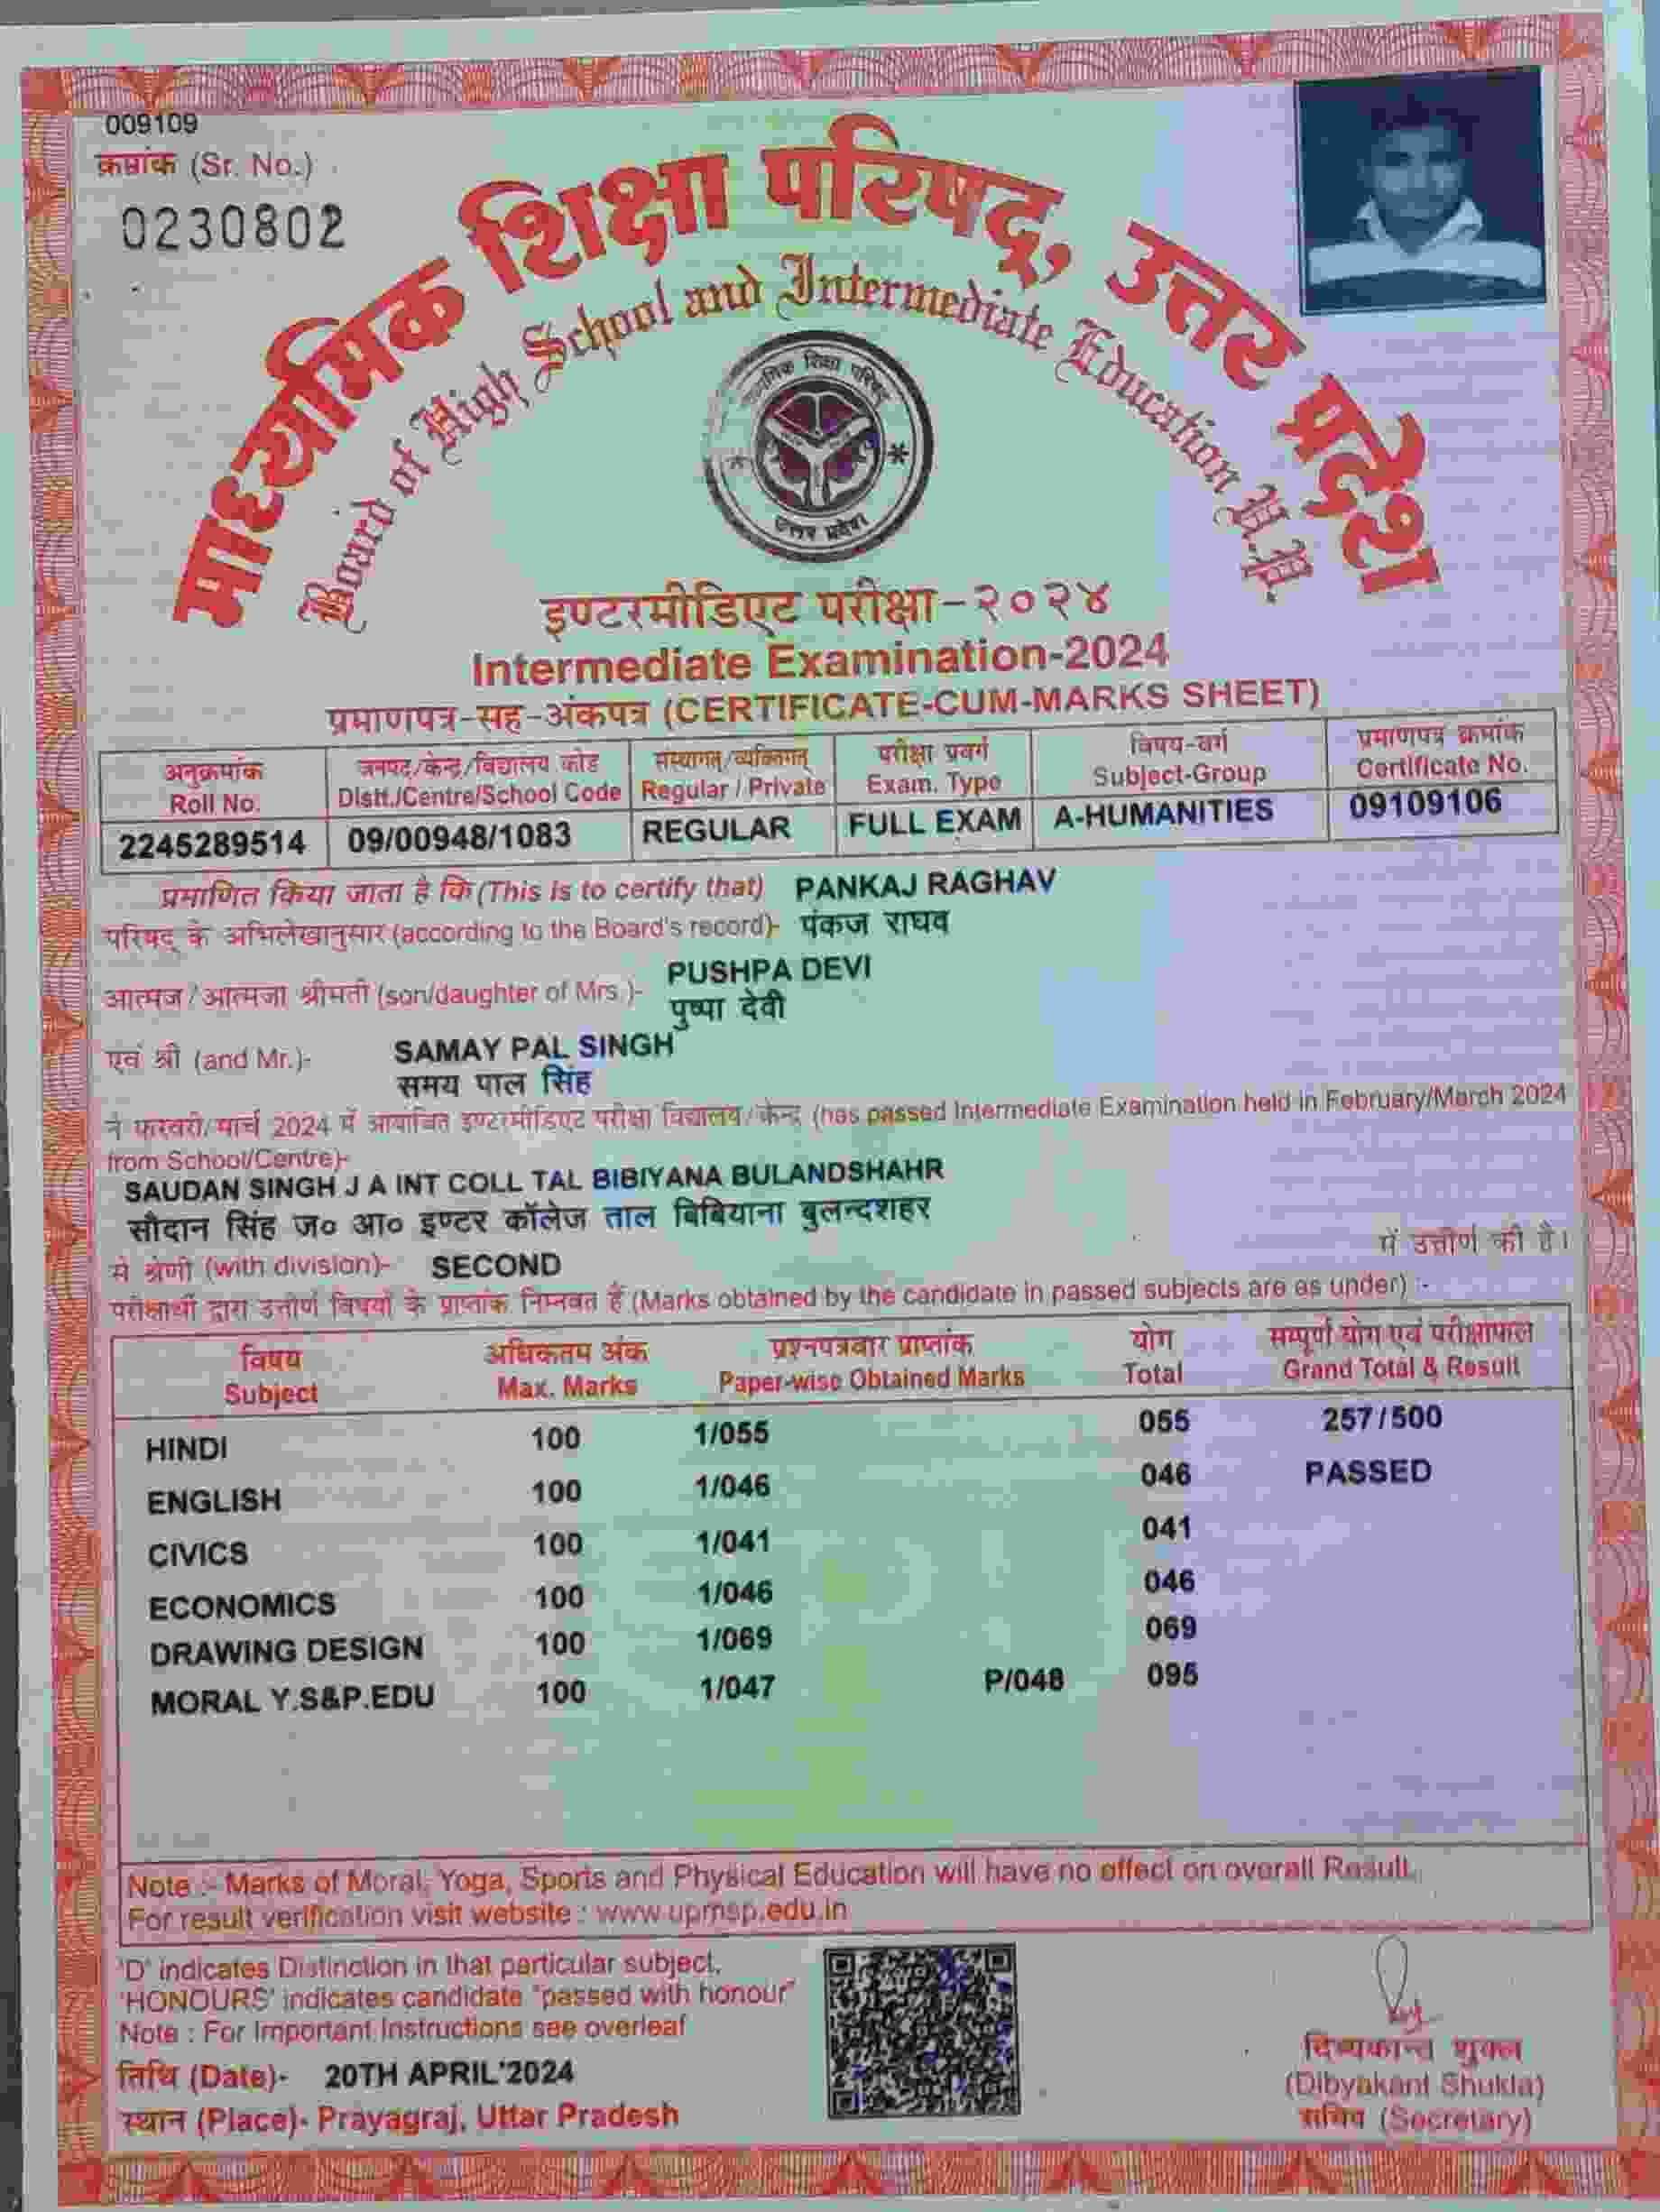 009109
क्रमांक (Sr. No.)
0230802
माध्यमिक शिक्षा परिषद्, उत्तर प्रदेश
Board of High School and Intermediate Education U.P.
माध्यमिक शिक्षा परिषद्
उत्तर प्रदेश
इण्टरमीडिएट परीक्षा-२०२४
Intermediate Examination-2024
प्रमाणपत्र-सह-अंकपत्र (CERTIFICATE-CUM-MARKS SHEET)
अनुक्रमांक जनपद/केन्द्र/विद्यालय कोड संस्थागत/व्यक्तिगत परीक्षा प्रवर्ग विषय-वर्ग प्रमाणपत्र क्रमांक
Roll No. Distt./Centre/School Code Regular / Private Exam. Type Subject-Group Certificate No.
2245289514 09/00948/1083 REGULAR FULL EXAM A-HUMANITIES 09109106
प्रमाणित किया जाता है कि (This is to certify that) PANKAJ RAGHAV
परिषद् के अभिलेखानुसार (according to the Board's record)- पंकज राघव
PUSHPA DEVI
आत्मज/आत्मजा श्रीमती (son/daughter of Mrs.)-
पुष्पा देवी
एवं श्री (and Mr.)- SAMAY PAL SINGH
समय पाल सिंह
ने फरवरी/मार्च 2024 में आयोजित इण्टरमीडिएट परीक्षा विद्यालय/केन्द्र (has passed Intermediate Examination held in February/March 2024
from School/Centre)-
SAUDAN SINGH J A INT COLL TAL BIBIYANA BULANDSHAHR
सौदान सिंह ज० आ० इण्टर कॉलेज ताल बिबियाना बुलन्दशहर
से श्रेणी (with division)- SECOND में उत्तीर्ण की है।
परीक्षार्थी द्वारा उत्तीर्ण विषयों के प्राप्तांक निम्नवत हैं (Marks obtained by the candidate in passed subjects are as under) :-
विषय अधिकतम अंक प्रश्नपत्रवार प्राप्तांक योग सम्पूर्ण योग एवं परीक्षाफल
Subject Max. Marks Paper-wise Obtained Marks Total Grand Total & Result
HINDI 100 1/055 055 257/500
ENGLISH 100 1/046 046 PASSED
CIVICS 100 1/041 041
ECONOMICS 100 1/046 046
DRAWING DESIGN 100 1/069 069
MORAL Y.S&P.EDU 100 1/047 P/048 095
Note :- Marks of Moral, Yoga, Sports and Physical Education will have no effect on overall Result.
For result verification visit website : www.upmsp.edu.in
'D' indicates Distinction in that particular subject,
'HONOURS' indicates candidate "passed with honour"
Note : For Important Instructions see overleaf
तिथि (Date)- 20TH APRIL'2024
स्थान (Place)- Prayagraj, Uttar Pradesh
दिव्यकान्त शुक्ल
(Dibyakant Shukla)
सचिव (Secretary)